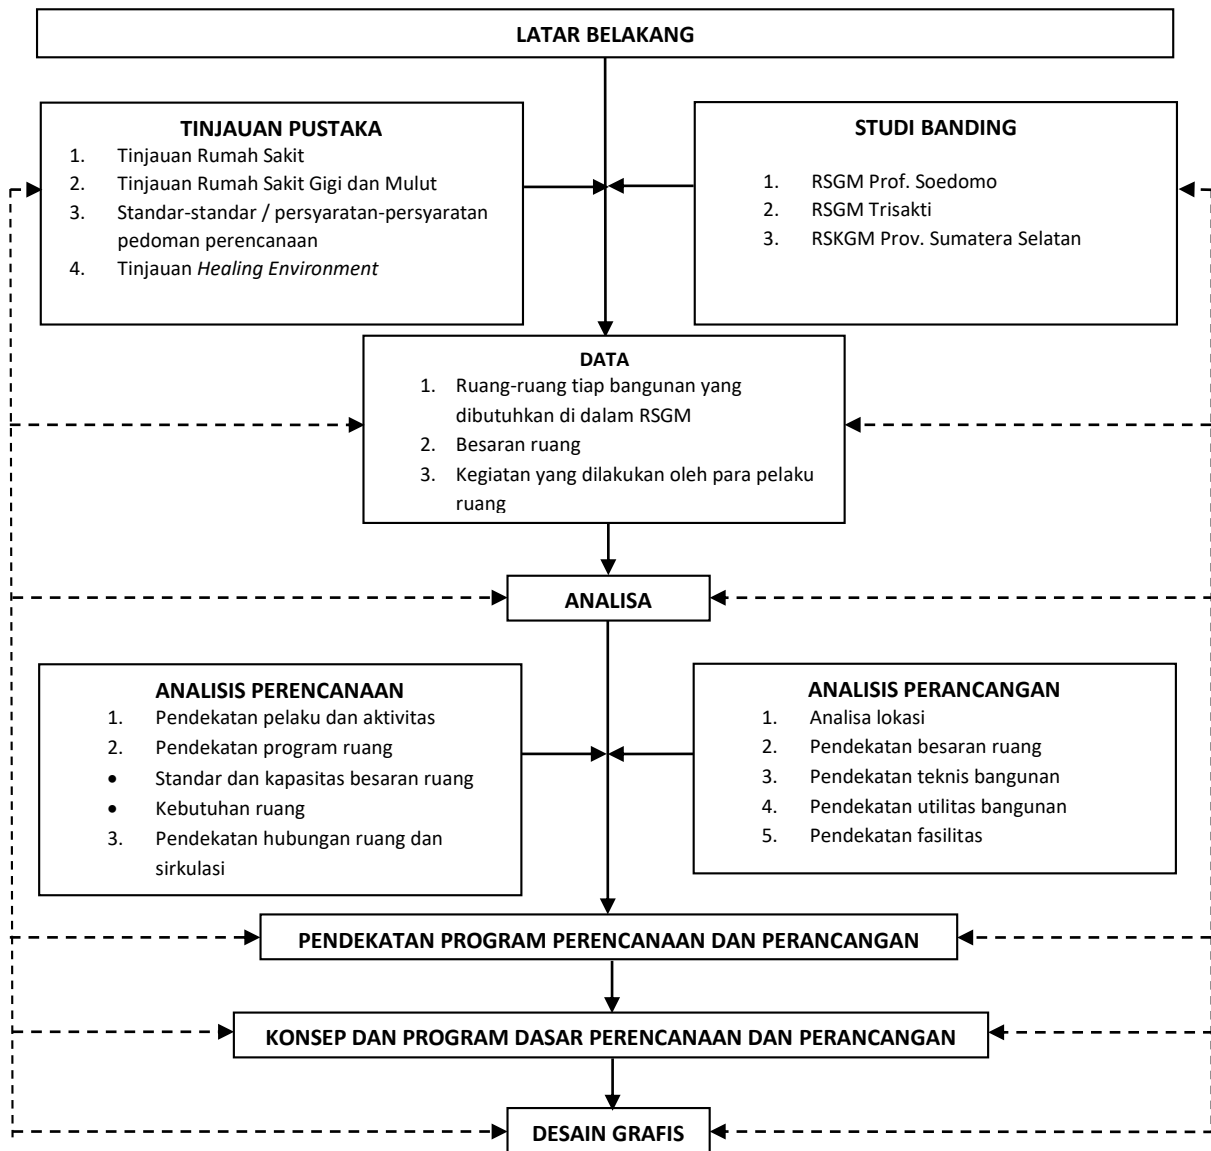 LATAR BELAKANG
TINJAUAN PUSTAKA
1. Tinjauan Rumah Sakit
2. Tinjauan Rumah Sakit Gigi dan Mulut
3. Standar-standar / persyaratan-persyaratan
pedoman perencanaan
4. Tinjauan Healing Environment
STUDI BANDING
1. RSGM Prof. Soedomo
2. RSGM Trisakti
3. RSKGM Prov. Sumatera Selatan
DATA
1. Ruang-ruang tiap bangunan yang
dibutuhkan di dalam RSGM
2. Besaran ruang
3. Kegiatan yang dilakukan oleh para pelaku
ruang
ANALISA
ANALISIS PERENCANAAN
1. Pendekatan pelaku dan aktivitas
2. Pendekatan program ruang
• Standar dan kapasitas besaran ruang
• Kebutuhan ruang
3. Pendekatan hubungan ruang dan
sirkulasi
ANALISIS PERANCANGAN
1. Analisa lokasi
2. Pendekatan besaran ruang
3. Pendekatan teknis bangunan
4. Pendekatan utilitas bangunan
5. Pendekatan fasilitas
PENDEKATAN PROGRAM PERENCANAAN DAN PERANCANGAN
KONSEP DAN PROGRAM DASAR PERENCANAAN DAN PERANCANGAN
DESAIN GRAFIS